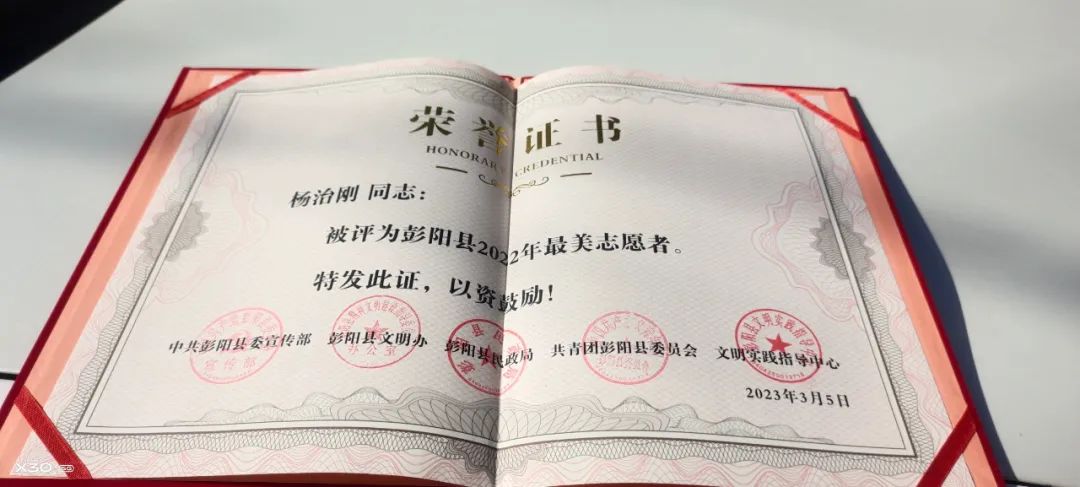 荣誉证书
HONORARY CREDENTIAL
杨治刚 同志：
被评为彭阳县2022年最美志愿者。
特发此证，以资鼓励！
中共彭阳县委宣传部 彭阳县文明办 彭阳县民政局 共青团彭阳县委员会 文明实践指导中心
2023年3月5日
X30